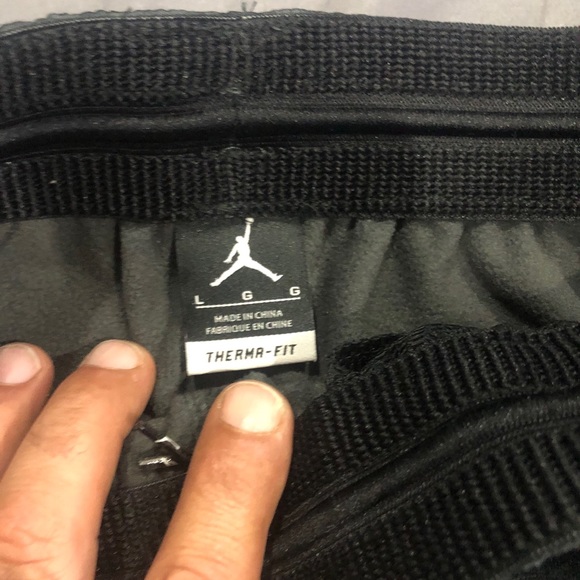 L G G
MADE IN CHINA
FABRIQUE EN CHINE
THERMA-FIT